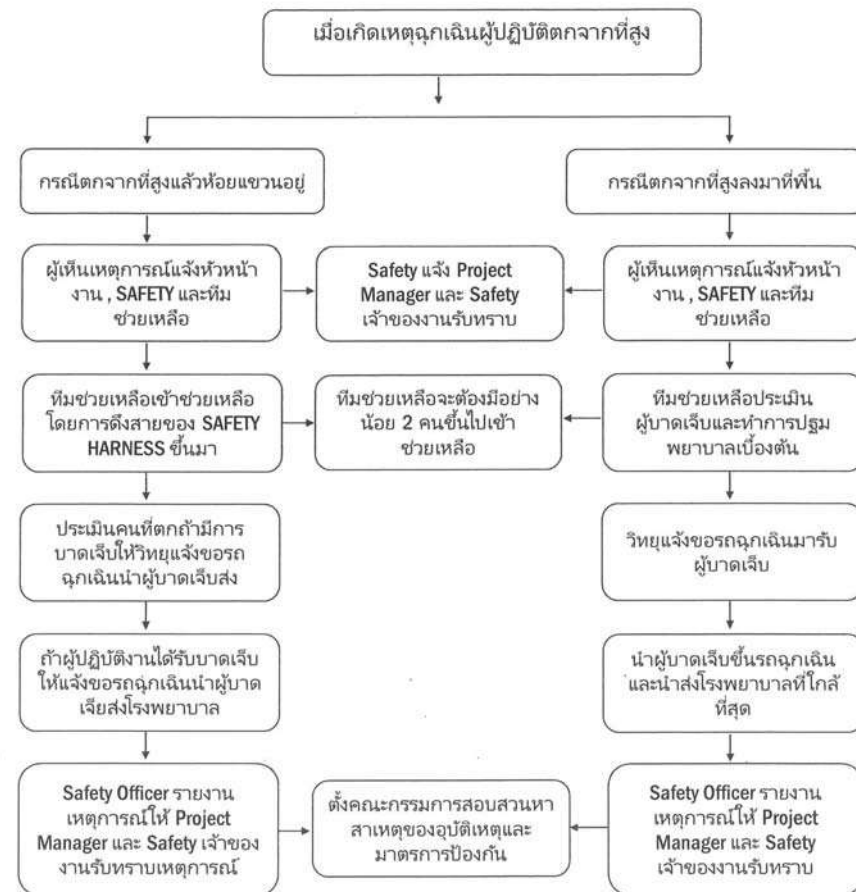 เมื่อเกิดเหตุฉุกเฉินผู้ปฏิบัติตกจากที่สูง
กรณีตกจากที่สูงแล้วห้อยแขวนอยู่
กรณีตกจากที่สูงลงมาที่พื้น
ผู้เห็นเหตุการณ์แจ้งหัวหน้า
งาน , SAFETY และทีม
ช่วยเหลือ
Safety แจ้ง Project
Manager และ Safety
เจ้าของงานรับทราบ
ผู้เห็นเหตุการณ์แจ้งหัวหน้า
งาน , SAFETY และทีม
ช่วยเหลือ
ทีมช่วยเหลือเข้าช่วยเหลือ
โดยการดึงสายของ SAFETY
HARNESS ขึ้นมา
ทีมช่วยเหลือจะต้องมีอย่าง
น้อย 2 คนขึ้นไปเข้า
ช่วยเหลือ
ทีมช่วยเหลือประเมิน
ผู้บาดเจ็บและทำการปฐม
พยาบาลเบื้องต้น
ประเมินคนที่ตกถ้ามีการ
บาดเจ็บให้วิทยุแจ้งขอรถ
ฉุกเฉินนำผู้บาดเจ็บส่ง
วิทยุแจ้งขอรถฉุกเฉินมารับ
ผู้บาดเจ็บ
ถ้าผู้ปฏิบัติงานได้รับบาดเจ็บ
ให้แจ้งขอรถฉุกเฉินนำผู้บาด
เจียส่งโรงพยาบาล
นำผู้บาดเจ็บขึ้นรถฉุกเฉิน
และนำส่งโรงพยาบาลที่ใกล้
ที่สุด
Safety Officer รายงาน
เหตุการณ์ให้ Project
Manager และ Safety เจ้าของ
งานรับทราบเหตุการณ์
ตั้งคณะกรรมการสอบสวนหา
สาเหตุของอุบัติเหตุและ
มาตรการป้องกัน
Safety Officer รายงาน
เหตุการณ์ให้ Project
Manager และ Safety
เจ้าของงานรับทราบ